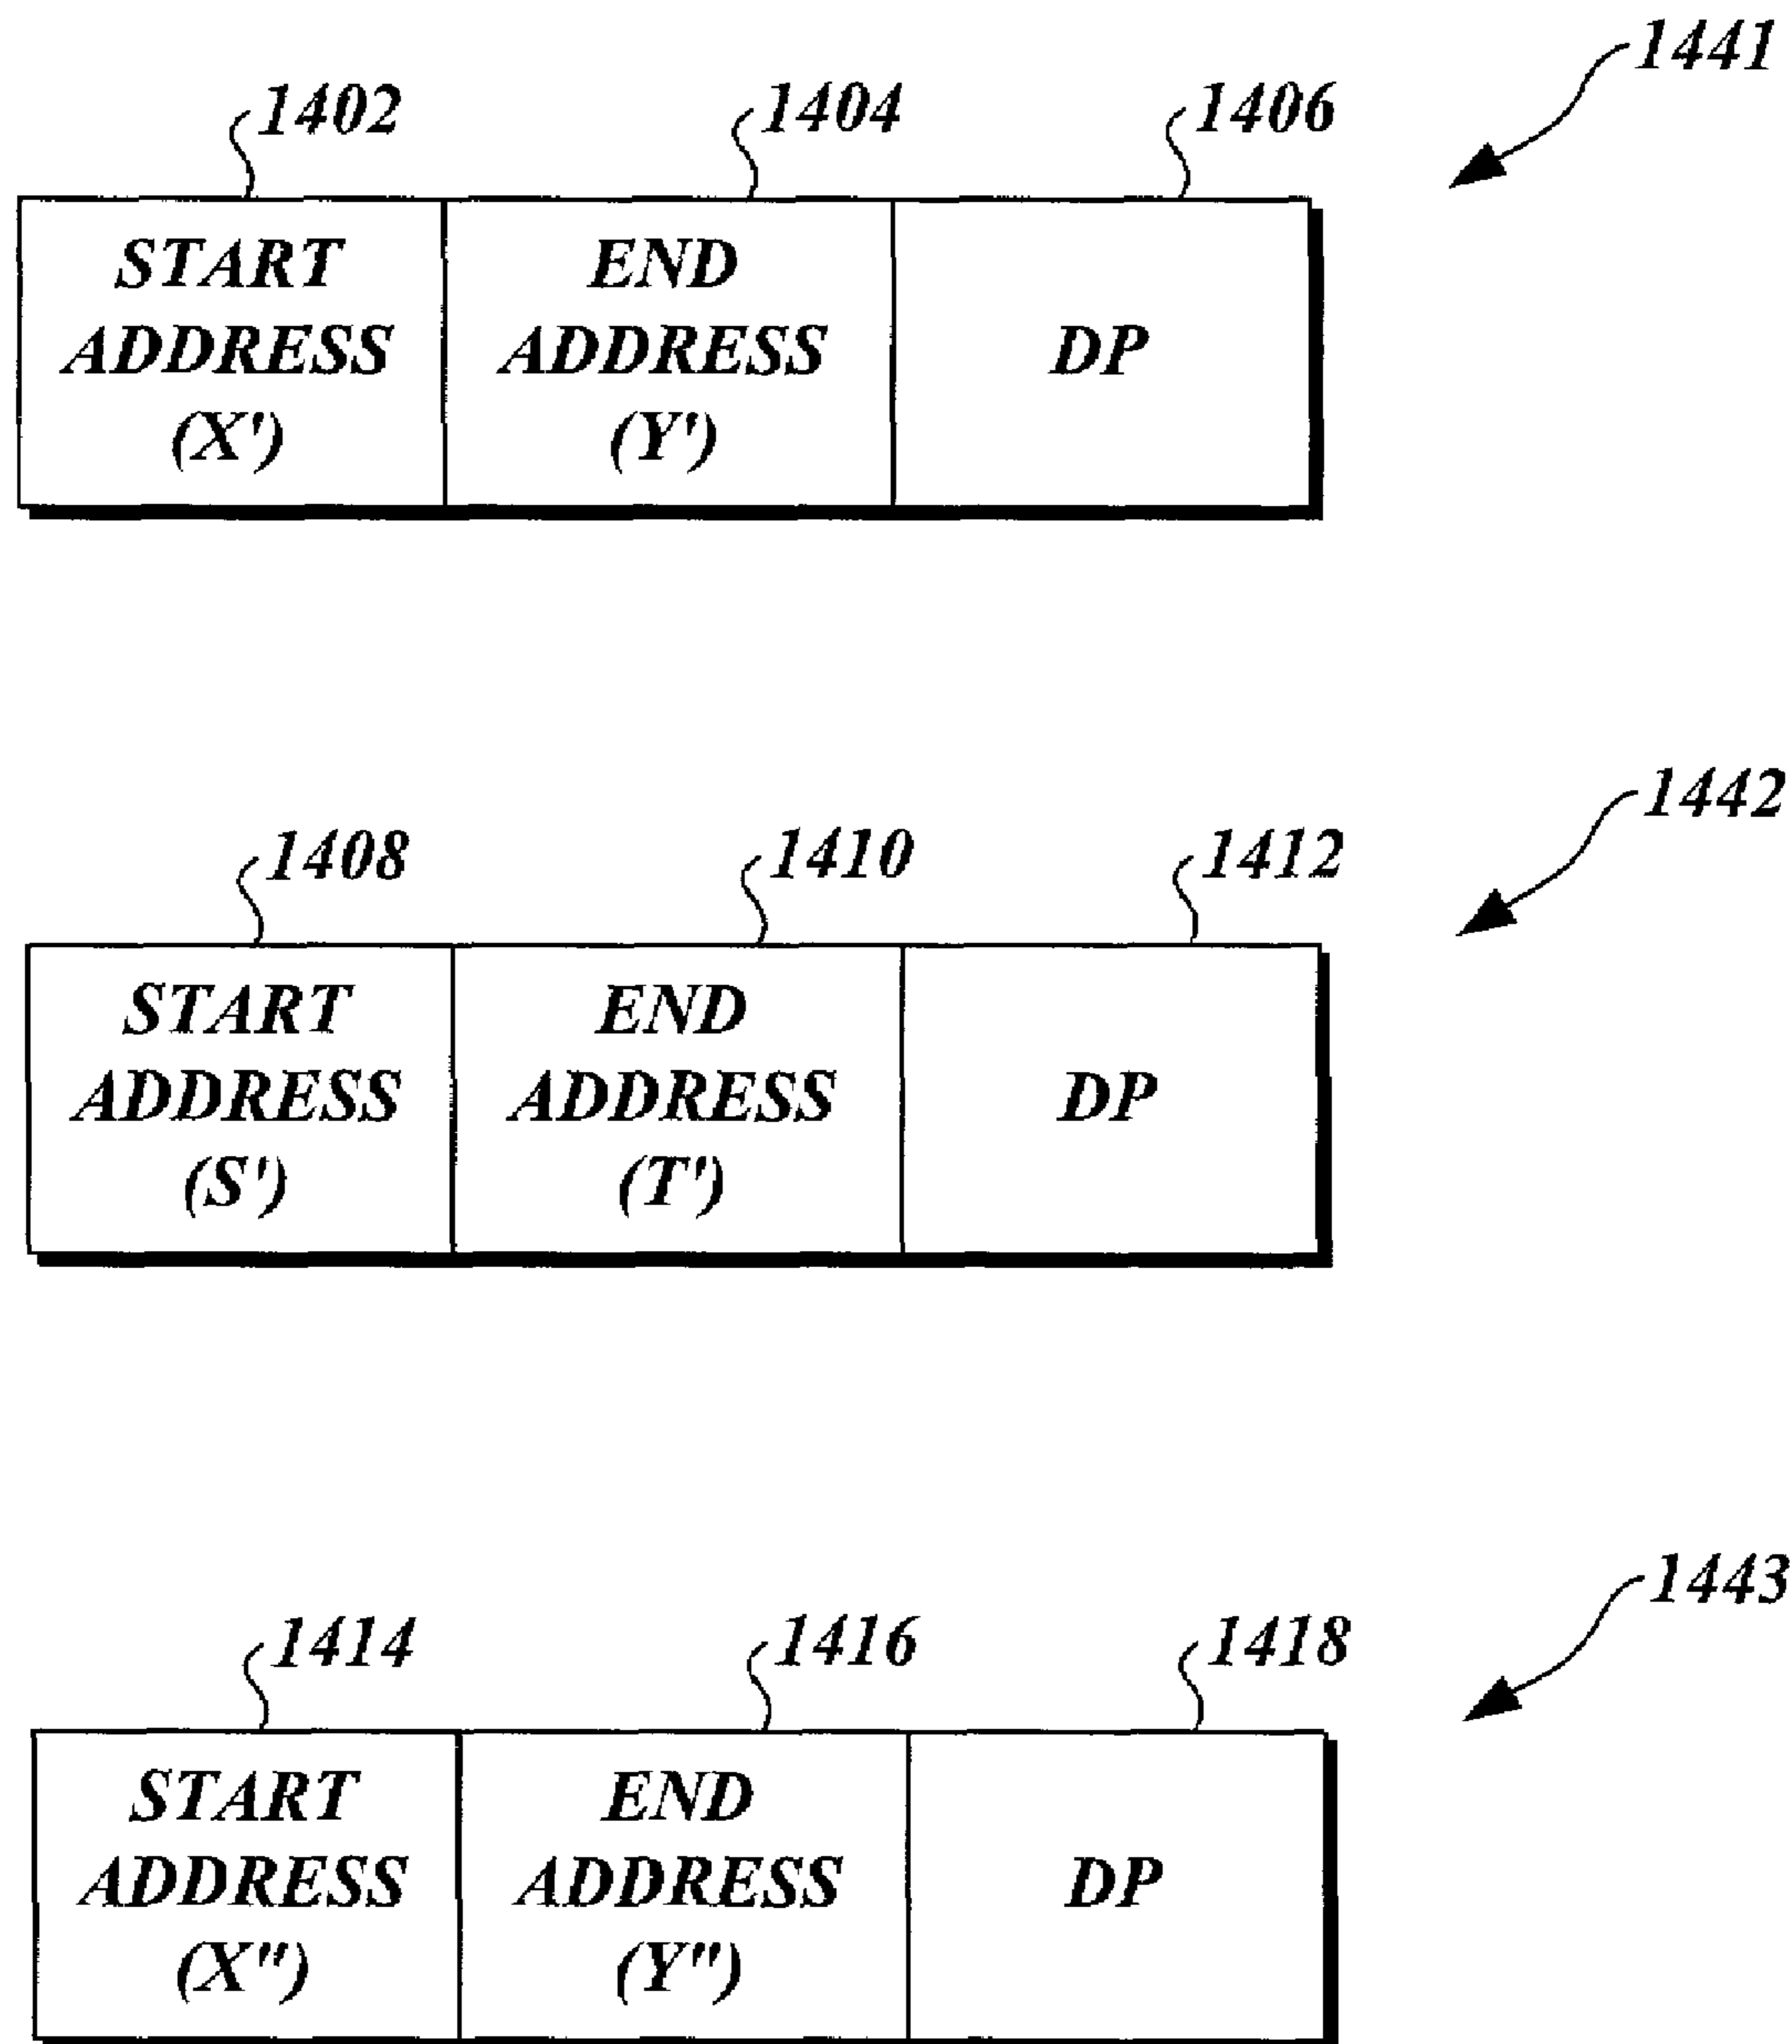 1441
1402 1404 1406
START END
ADDRESS ADDRESS DP
(X') (Y')
1442
1408 1410 1412
START END
ADDRESS ADDRESS DP
(S') (T')
1443
1414 1416 1418
START END
ADDRESS ADDRESS DP
(X") (Y")